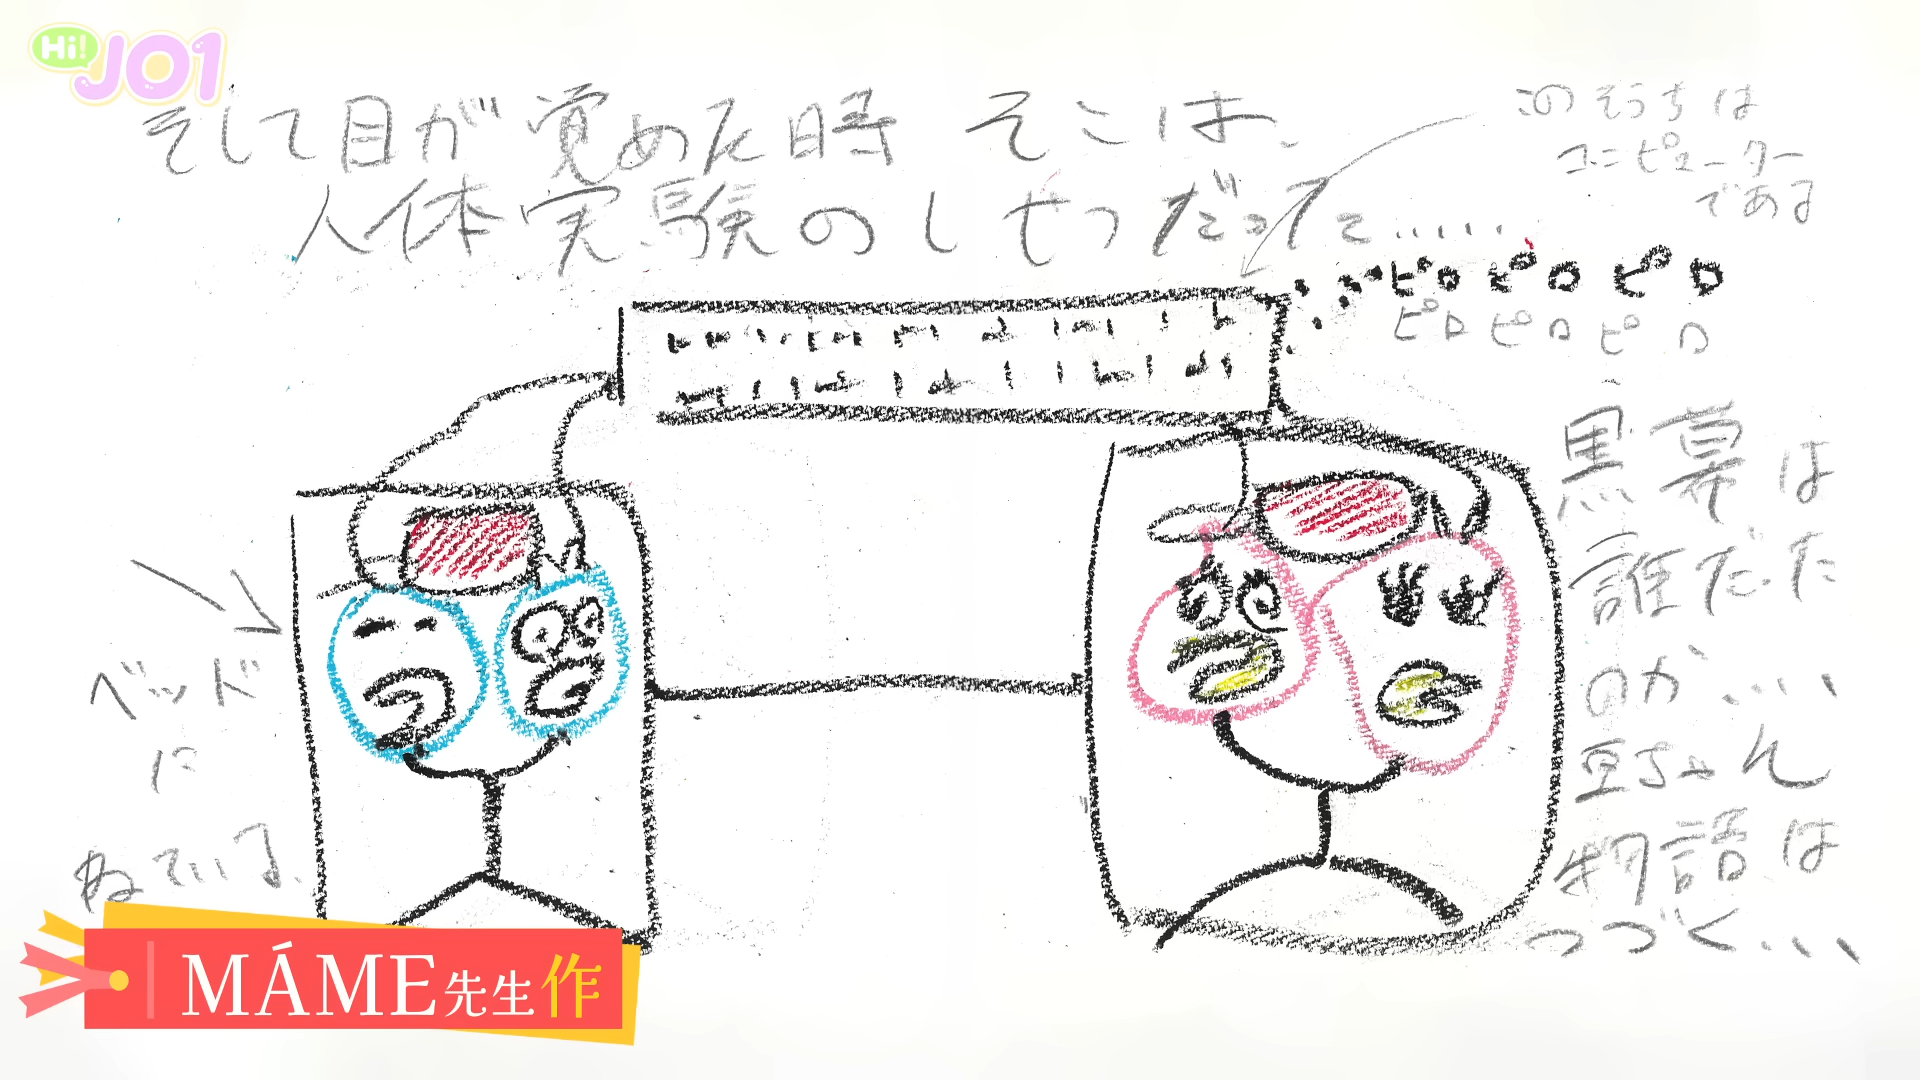 Hi! JO1
そして目が覚めた時 そこは、
人体実験のしせつだった……
このそうちは
コンピューター
である
ピロピロピロ
ピロピロピロ
黒幕は
誰だた
のか…
豆ちゃん
物語は
つづく…
ベッド
に
ねている
MÁME先生作